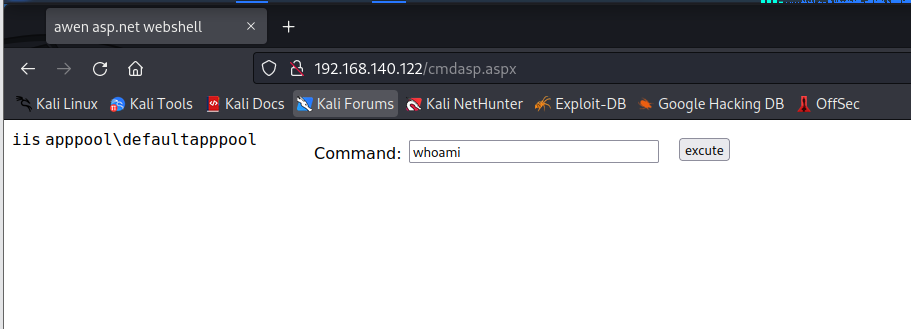 awen asp.net webshell
192.168.140.122/cmdasp.aspx
Kali Linux Kali Tools Kali Docs Kali Forums Kali NetHunter Exploit-DB Google Hacking DB OffSec
iis apppool\defaultapppool
Command: whoami excute